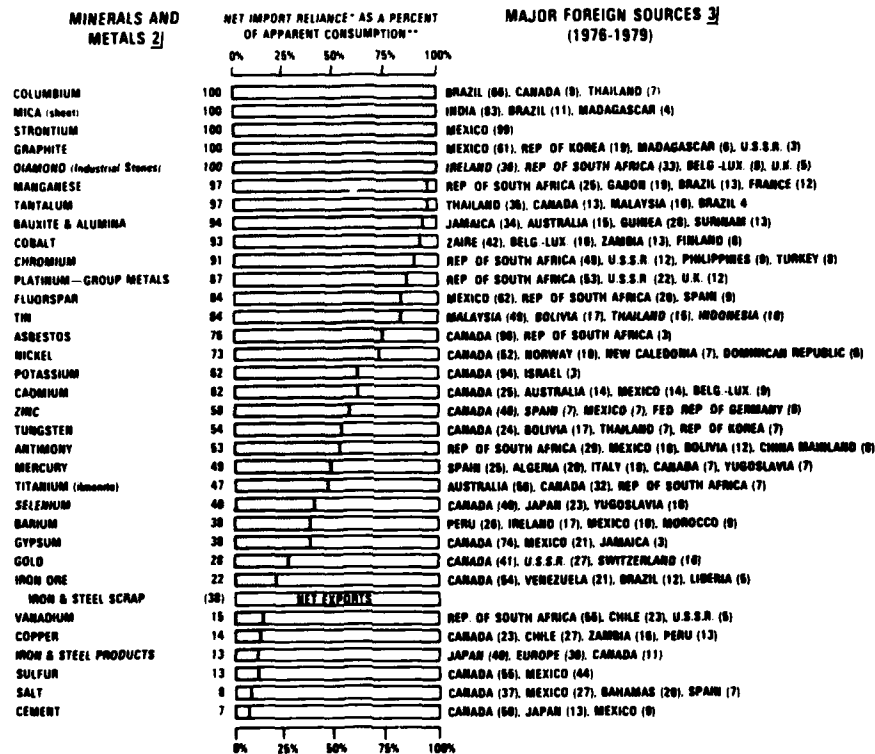 MINERALS AND METALS 2/
NET IMPORT RELIANCE* AS A PERCENT OF APPARENT CONSUMPTION**
MAJOR FOREIGN SOURCES 3/
(1976-1979)
0% 25% 50% 75% 100%
COLUMBIUM 100 BRAZIL (66), CANADA (9), THAILAND (7)
MICA (sheet) 100 INDIA (83), BRAZIL (11), MADAGASCAR (4)
STRONTIUM 100 MEXICO (99)
GRAPHITE 100 MEXICO (61), REP OF KOREA (19), MADAGASCAR (6), U.S.S.R. (3)
DIAMOND (Industrial Stones) 100 IRELAND (36), REP. OF SOUTH AFRICA (33), BELG -LUX. (8), U.K. (5)
MANGANESE 97 REP OF SOUTH AFRICA (25), GABON (19), BRAZIL (13), FRANCE (12)
TANTALUM 97 THAILAND (35), CANADA (13), MALAYSIA (10), BRAZIL 4
BAUXITE & ALUMINA 94 JAMAICA (34), AUSTRALIA (15), GUINEA (28), SURINAM (13)
COBALT 93 ZAIRE (42), BELG.-LUX. (18), ZAMBIA (13), FINLAND (6)
CHROMIUM 91 REP OF SOUTH AFRICA (48), U.S.S.R. (12), PHILIPPINES (9), TURKEY (8)
PLATINUM—GROUP METALS 87 REP OF SOUTH AFRICA (53), U.S.S.R (22), U.K. (12)
FLUORSPAR 84 MEXICO (62), REP OF SOUTH AFRICA (28), SPAIN (9)
TIN 84 MALAYSIA (49), BOLIVIA (17), THAILAND (15), INDONESIA (10)
ASBESTOS 76 CANADA (96), REP OF SOUTH AFRICA (3)
NICKEL 73 CANADA (52), NORWAY (10), NEW CALEDONIA (7), DOMINICAN REPUBLIC (6)
POTASSIUM 62 CANADA (94), ISRAEL (3)
CADMIUM 62 CANADA (25), AUSTRALIA (14), MEXICO (14), BELG.-LUX. (9)
ZINC 58 CANADA (48), SPAIN (7), MEXICO (7), FED REP OF GERMANY (6)
TUNGSTEN 54 CANADA (24), BOLIVIA (17), THAILAND (7), REP OF KOREA (7)
ANTIMONY 53 REP OF SOUTH AFRICA (29), MEXICO (18), BOLIVIA (12), CHINA MAINLAND (8)
MERCURY 49 SPAIN (25), ALGERIA (20), ITALY (18), CANADA (7), YUGOSLAVIA (7)
TITANIUM (ilmenite) 47 AUSTRALIA (56), CANADA (32), REP OF SOUTH AFRICA (7)
SELENIUM 40 CANADA (40), JAPAN (23), YUGOSLAVIA (10)
BARIUM 38 PERU (26), IRELAND (17), MEXICO (10), MOROCCO (9)
GYPSUM 38 CANADA (74), MEXICO (21), JAMAICA (3)
GOLD 28 CANADA (41), U.S.S.R. (27), SWITZERLAND (16)
IRON ORE 22 CANADA (54), VENEZUELA (21), BRAZIL (12), LIBERIA (5)
IRON & STEEL SCRAP (38) NET EXPORTS
VANADIUM 15 REP. OF SOUTH AFRICA (56), CHILE (23), U.S.S.R. (5)
COPPER 14 CANADA (23), CHILE (27), ZAMBIA (16), PERU (13)
IRON & STEEL PRODUCTS 13 JAPAN (40), EUROPE (36), CANADA (11)
SULFUR 13 CANADA (55), MEXICO (44)
SALT 8 CANADA (37), MEXICO (27), BAHAMAS (20), SPAIN (7)
CEMENT 7 CANADA (50), JAPAN (13), MEXICO (9)
0% 25% 50% 75% 100%